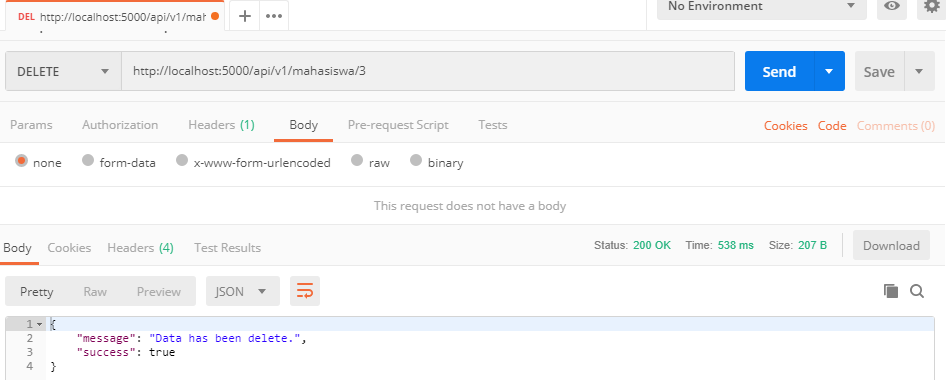 DEL http://localhost:5000/api/v1/mah
No Environment
DELETE http://localhost:5000/api/v1/mahasiswa/3 Send Save
Params Authorization Headers (1) Body Pre-request Script Tests Cookies Code Comments (0)
none form-data x-www-form-urlencoded raw binary
This request does not have a body
Body Cookies Headers (4) Test Results Status: 200 OK Time: 538 ms Size: 207 B Download
Pretty Raw Preview JSON
1 {
2 "message": "Data has been delete.",
3 "success": true
4 }